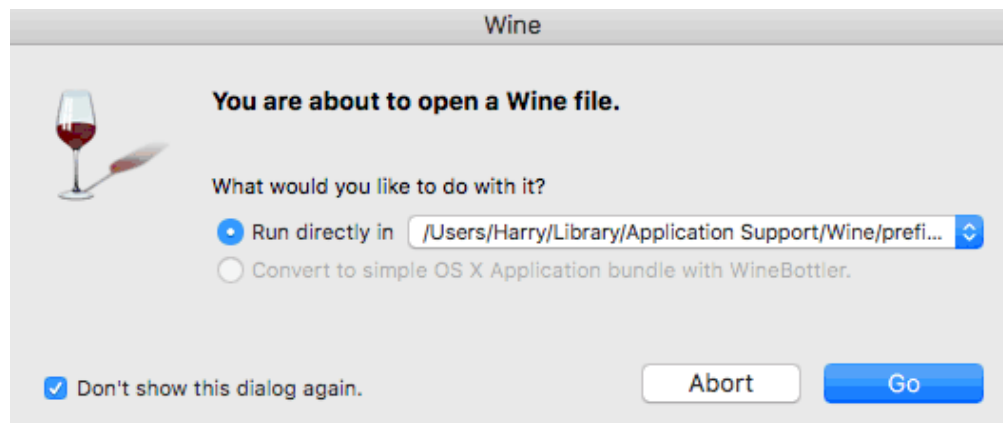 Wine
You are about to open a Wine file.
What would you like to do with it?
Run directly in /Users/Harry/Library/Application Support/Wine/prefi...
Convert to simple OS X Application bundle with WineBottler.
Don't show this dialog again. Abort Go